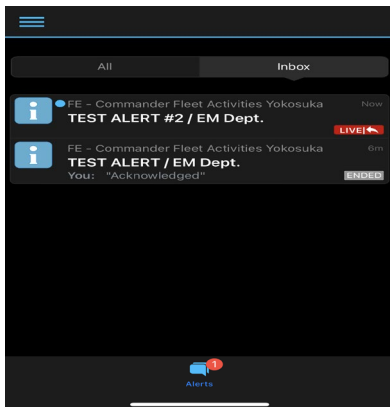 All Inbox
FE - Commander Fleet Activities Yokosuka Now
TEST ALERT #2 / EM Dept.
LIVE
FE - Commander Fleet Activities Yokosuka 6m
TEST ALERT / EM Dept.
You: "Acknowledged" ENDED
1
Alerts